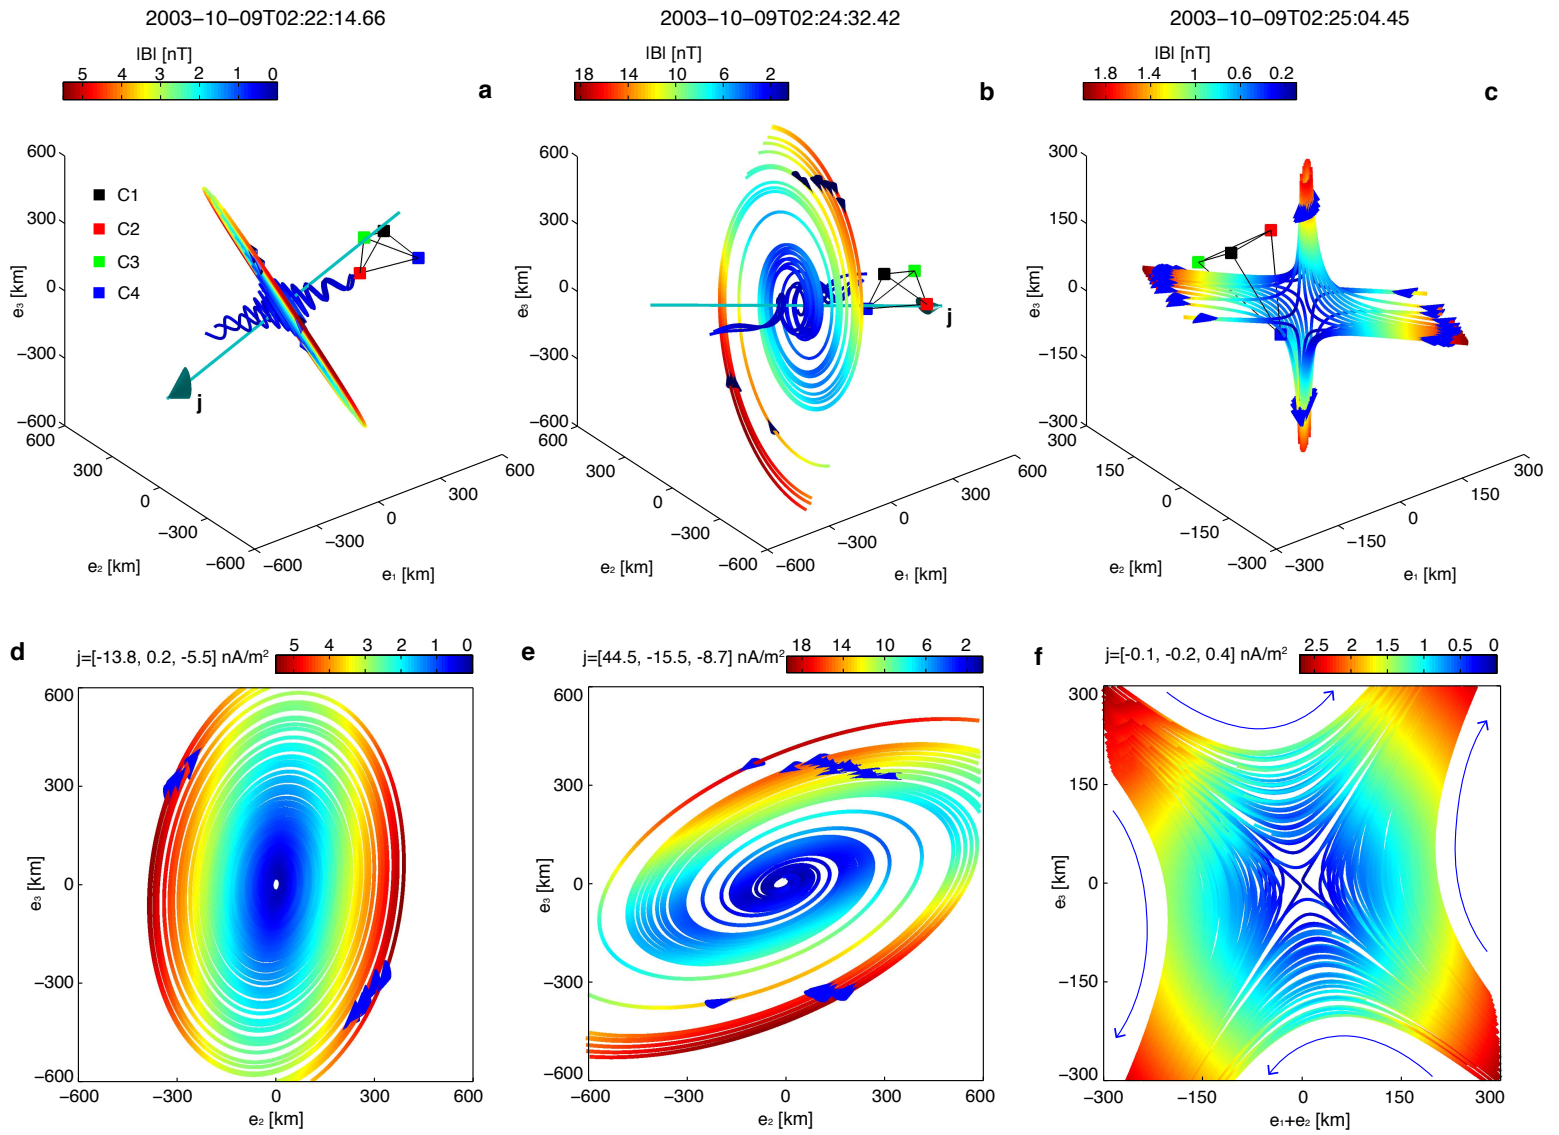 2003−10−09T02:22:14.66
2003−10−09T02:24:32.42
2003−10−09T02:25:04.45
|B| [nT]
5 4 3 2 1 0
a
|B| [nT]
18 14 10 6 2
b
|B| [nT]
1.8 1.4 1 0.6 0.2
c
600
300
0
−300
−600
e3 [km]
C1
C2
C3
C4
j
600
300
0
−300
−600
e2 [km]
−600
−300
0
300
600
e1 [km]
600
300
0
−300
−600
e3 [km]
j
600
300
0
−300
−600
e2 [km]
−600
−300
0
300
600
e1 [km]
300
150
0
−150
−300
e3 [km]
300
150
0
−150
−300
e2 [km]
−300
−150
0
150
300
e1 [km]
d
j=[-13.8, 0.2, -5.5] nA/m2
5 4 3 2 1 0
600
300
0
−300
−600
e3 [km]
−600 −300 0 300 600
e2 [km]
e
j=[44.5, -15.5, -8.7] nA/m2
18 14 10 6 2
600
300
0
−300
−600
e3 [km]
−600 −300 0 300 600
e2 [km]
f
j=[-0.1, -0.2, 0.4] nA/m2
2.5 2 1.5 1 0.5 0
300
150
0
−150
−300
e3 [km]
−300 −150 0 150 300
e1+e2 [km]